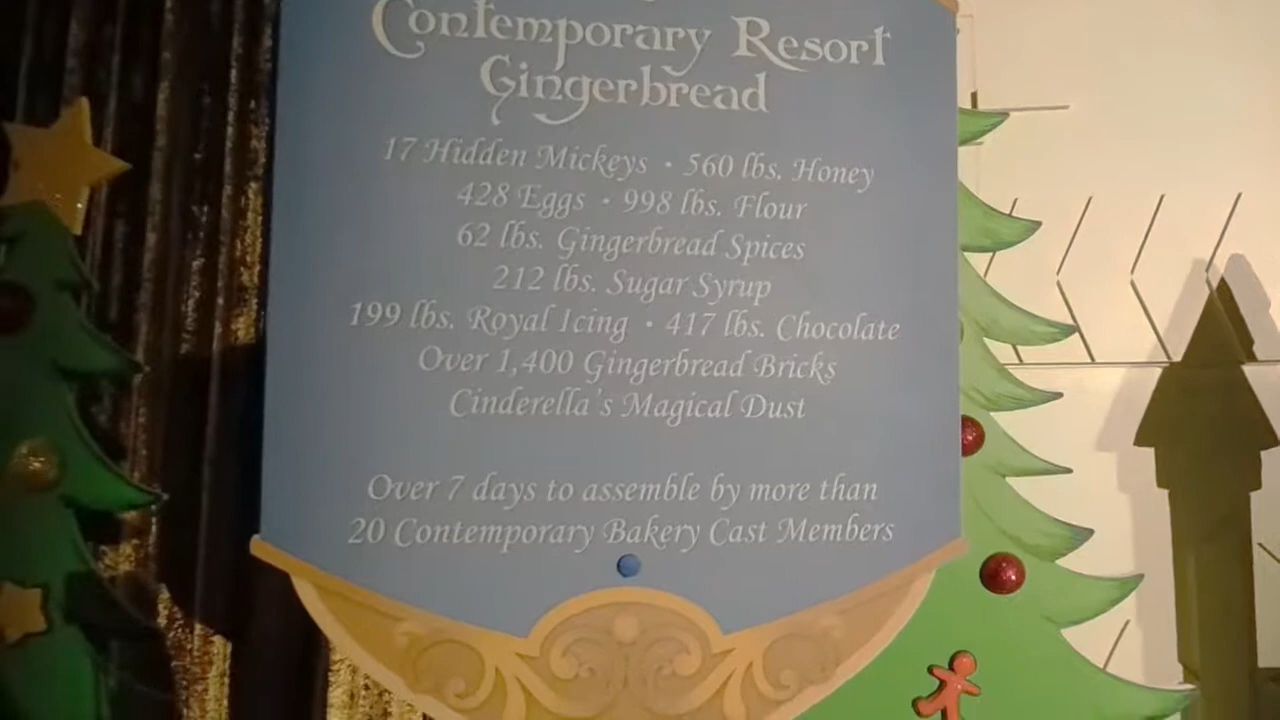 Contemporary Resort
Gingerbread
17 Hidden Mickeys · 560 lbs. Honey
428 Eggs · 998 lbs. Flour
62 lbs. Gingerbread Spices
212 lbs. Sugar Syrup
199 lbs. Royal Icing · 417 lbs. Chocolate
Over 1,400 Gingerbread Bricks
Cinderella's Magical Dust
Over 7 days to assemble by more than
20 Contemporary Bakery Cast Members